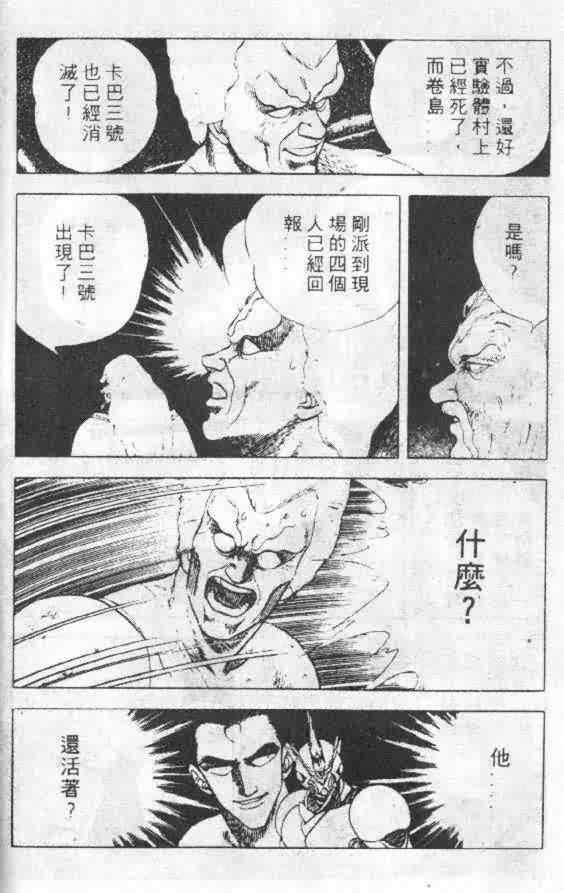 不過，還好
實驗體村上
已經死了，
而卷島……
卡巴三號
也已經消
滅了！
是嗎？
剛派到現
場的四個
人已經回
報……
卡巴三號
出現了！
什麼？
他……
還活著？